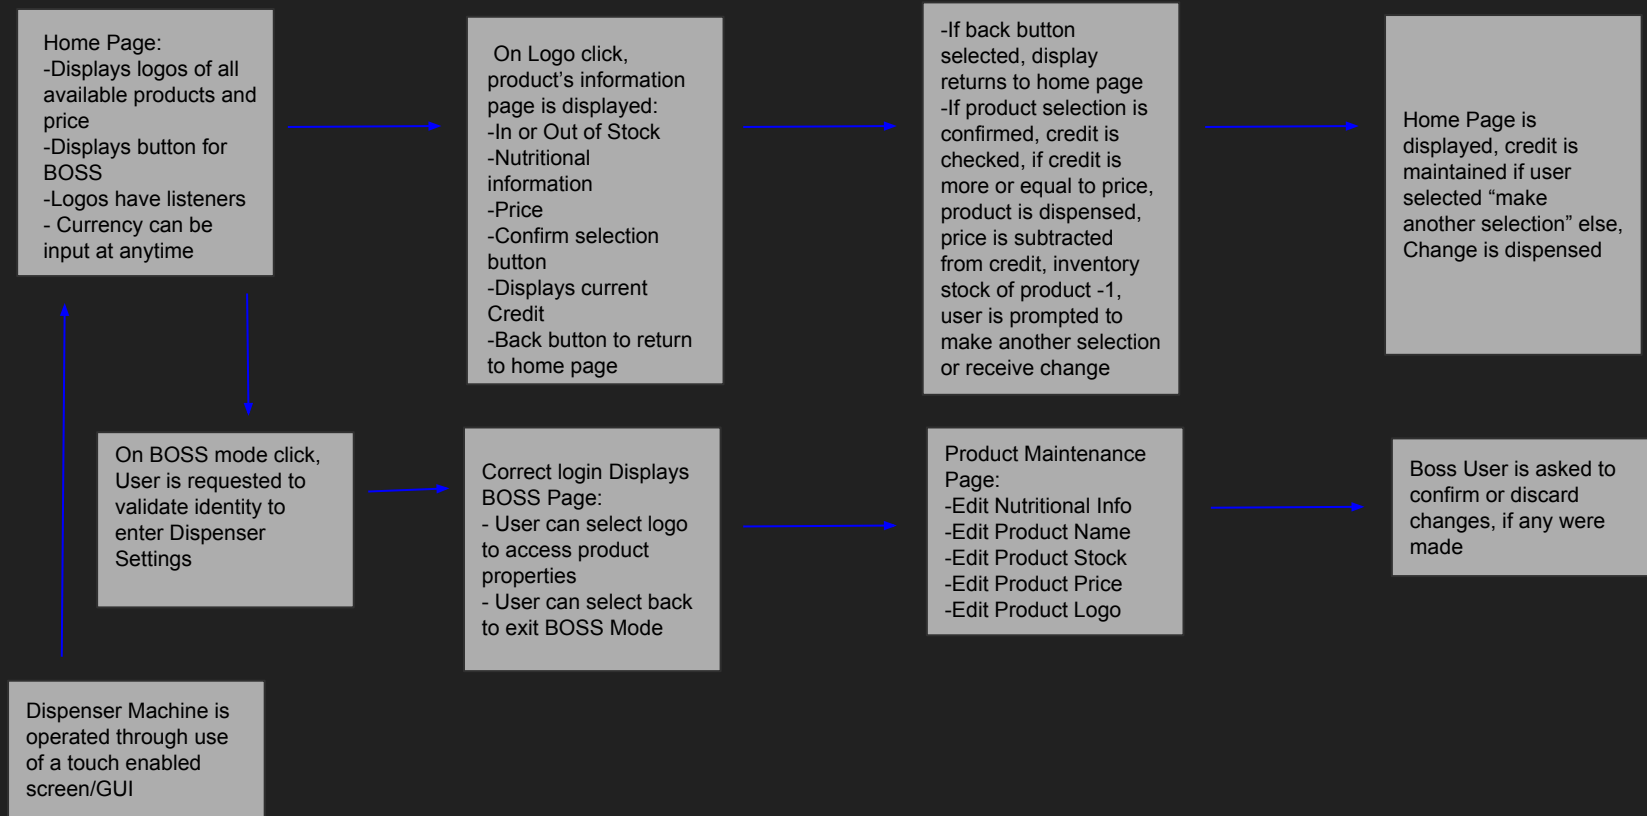 Home Page:
-Displays logos of all
available products and
price
-Displays button for
BOSS
-Logos have listeners
- Currency can be
input at anytime
On Logo click,
product’s information
page is displayed:
-In or Out of Stock
-Nutritional
information
-Price
-Confirm selection
button
-Displays current
Credit
-Back button to return
to home page
-If back button
selected, display
returns to home page
-If product selection is
confirmed, credit is
checked, if credit is
more or equal to price,
product is dispensed,
price is subtracted
from credit, inventory
stock of product -1,
user is prompted to
make another selection
or receive change
Home Page is
displayed, credit is
maintained if user
selected “make
another selection” else,
Change is dispensed
On BOSS mode click,
User is requested to
validate identity to
enter Dispenser
Settings
Correct login Displays
BOSS Page:
- User can select logo
to access product
properties
- User can select back
to exit BOSS Mode
Product Maintenance
Page:
-Edit Nutritional Info
-Edit Product Name
-Edit Product Stock
-Edit Product Price
-Edit Product Logo
Boss User is asked to
confirm or discard
changes, if any were
made
Dispenser Machine is
operated through use
of a touch enabled
screen/GUI